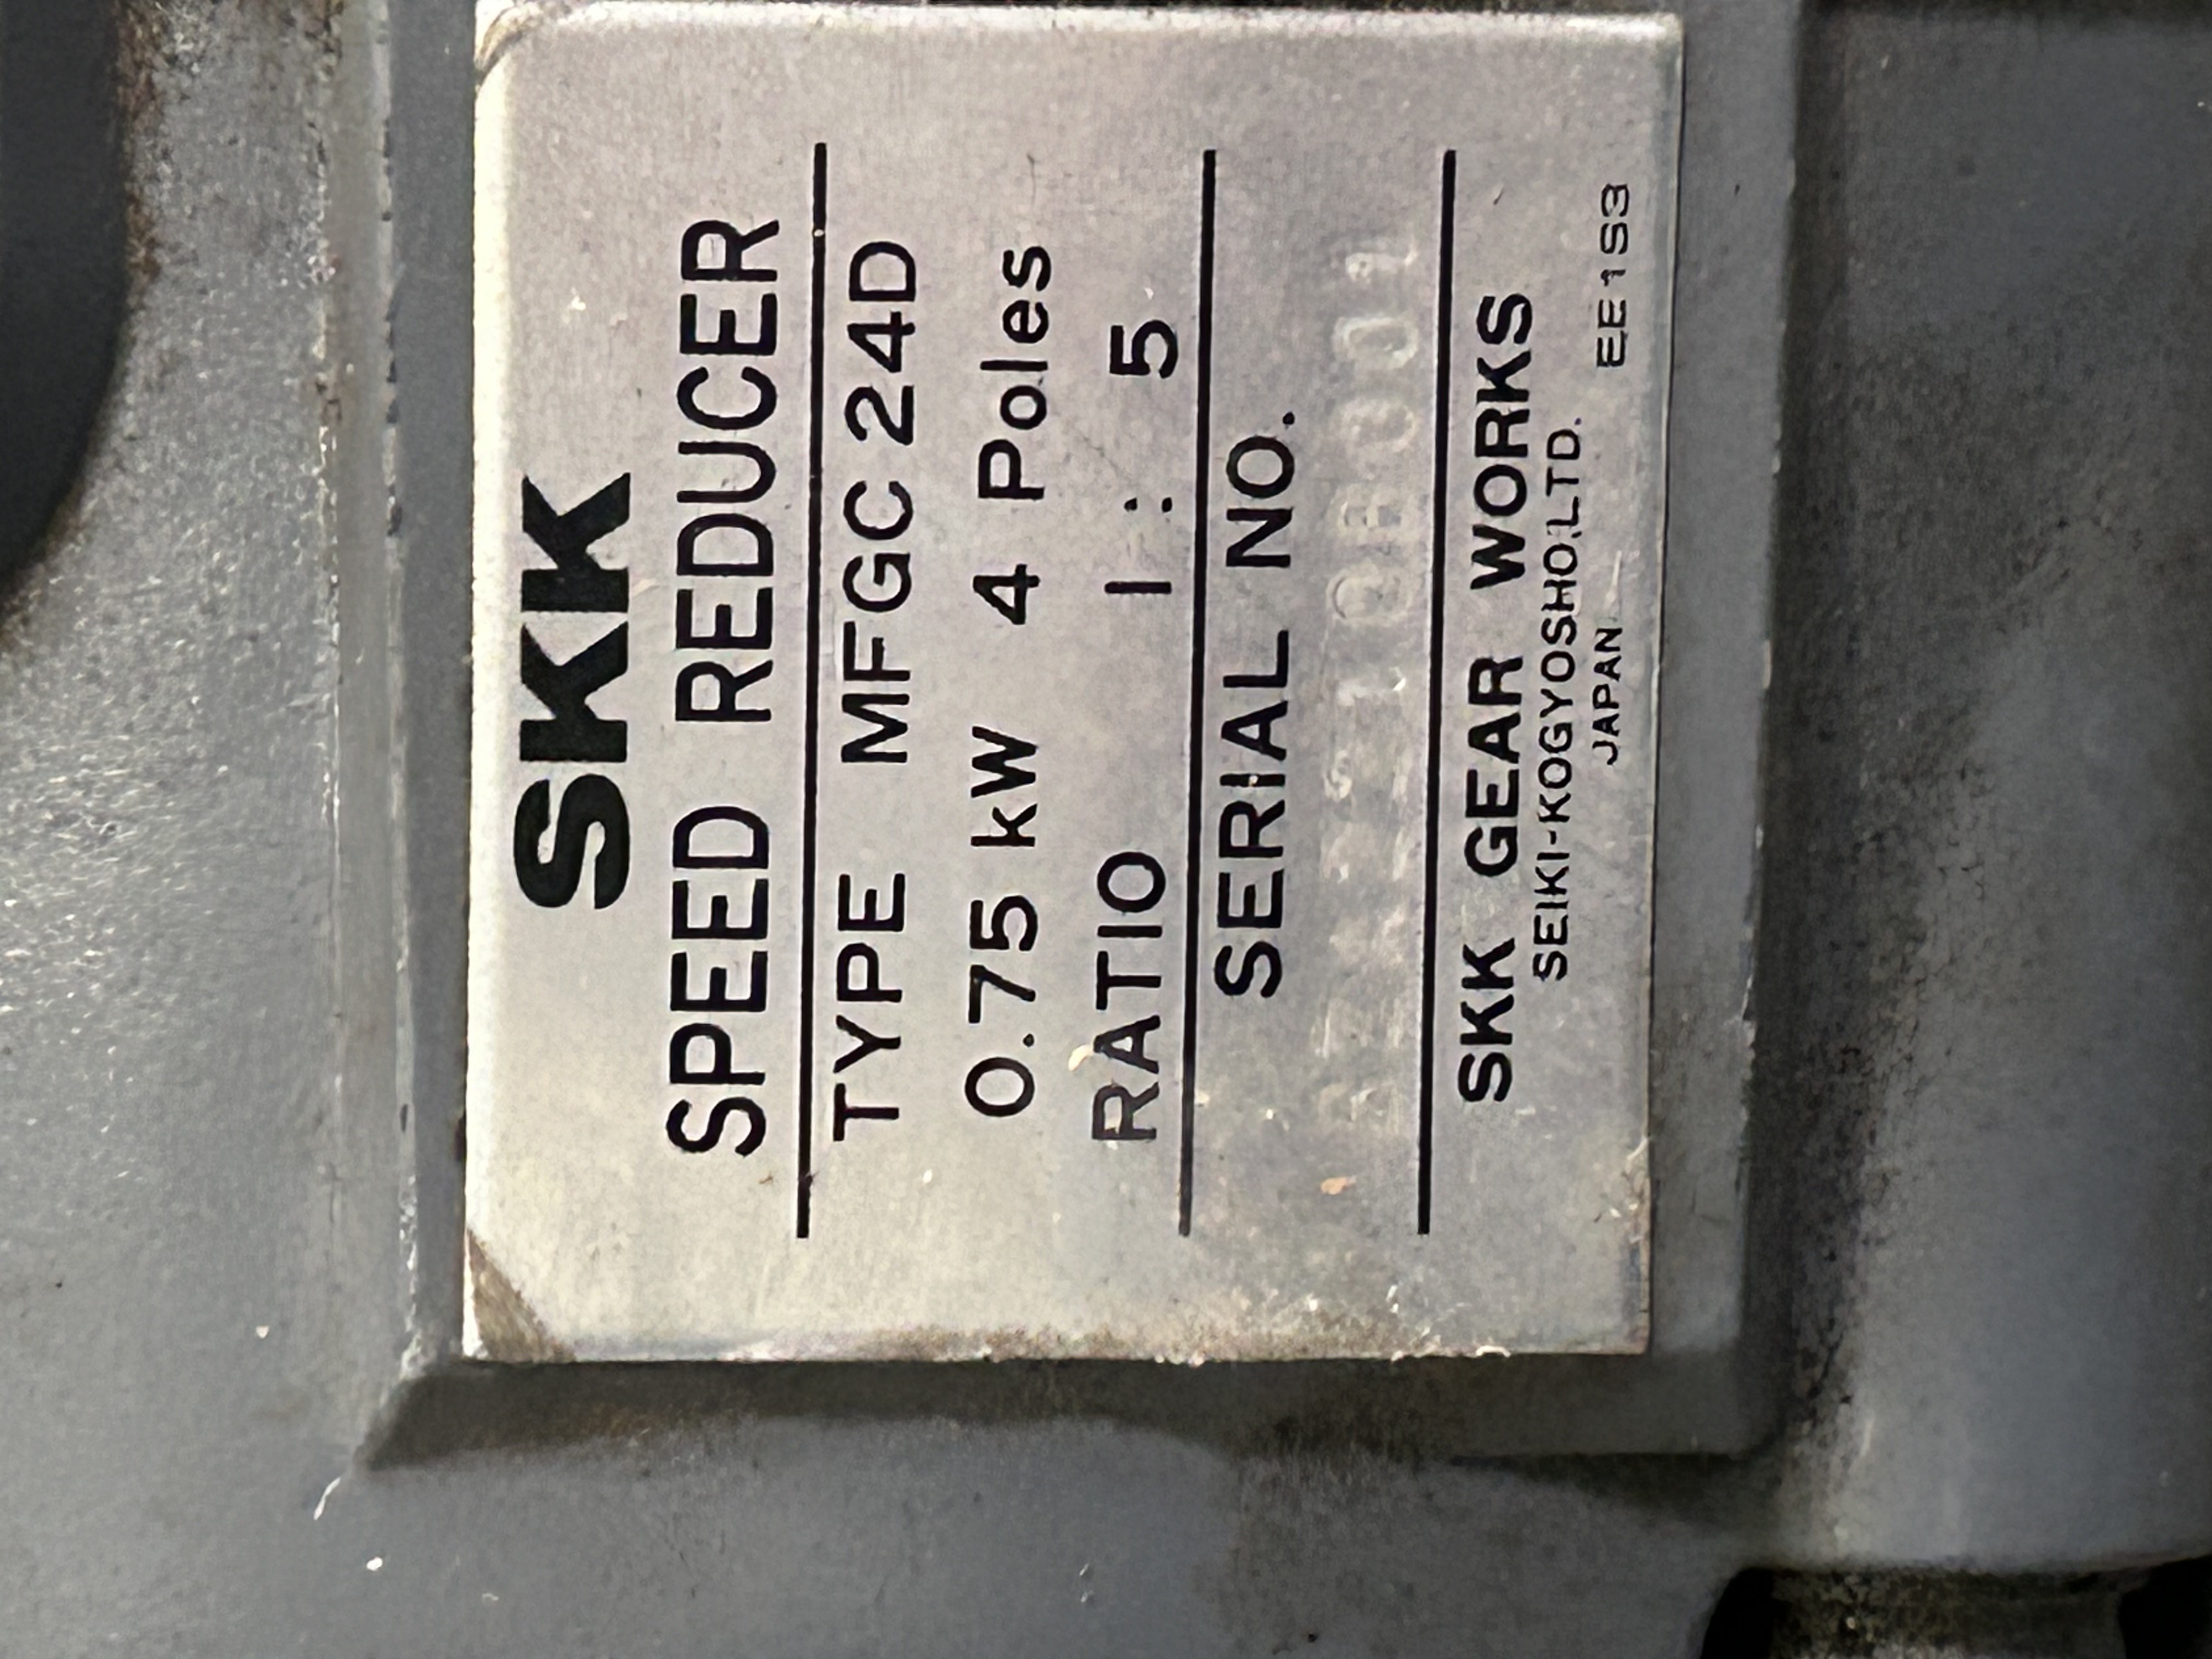 SKK
SPEED REDUCER
TYPE MFGC 24D
0.75 kW 4 Poles
RATIO 1 : 5
SERIAL NO.
SKK GEAR WORKS
SEIKI-KOGYOSHO,LTD.
JAPAN EE1S3